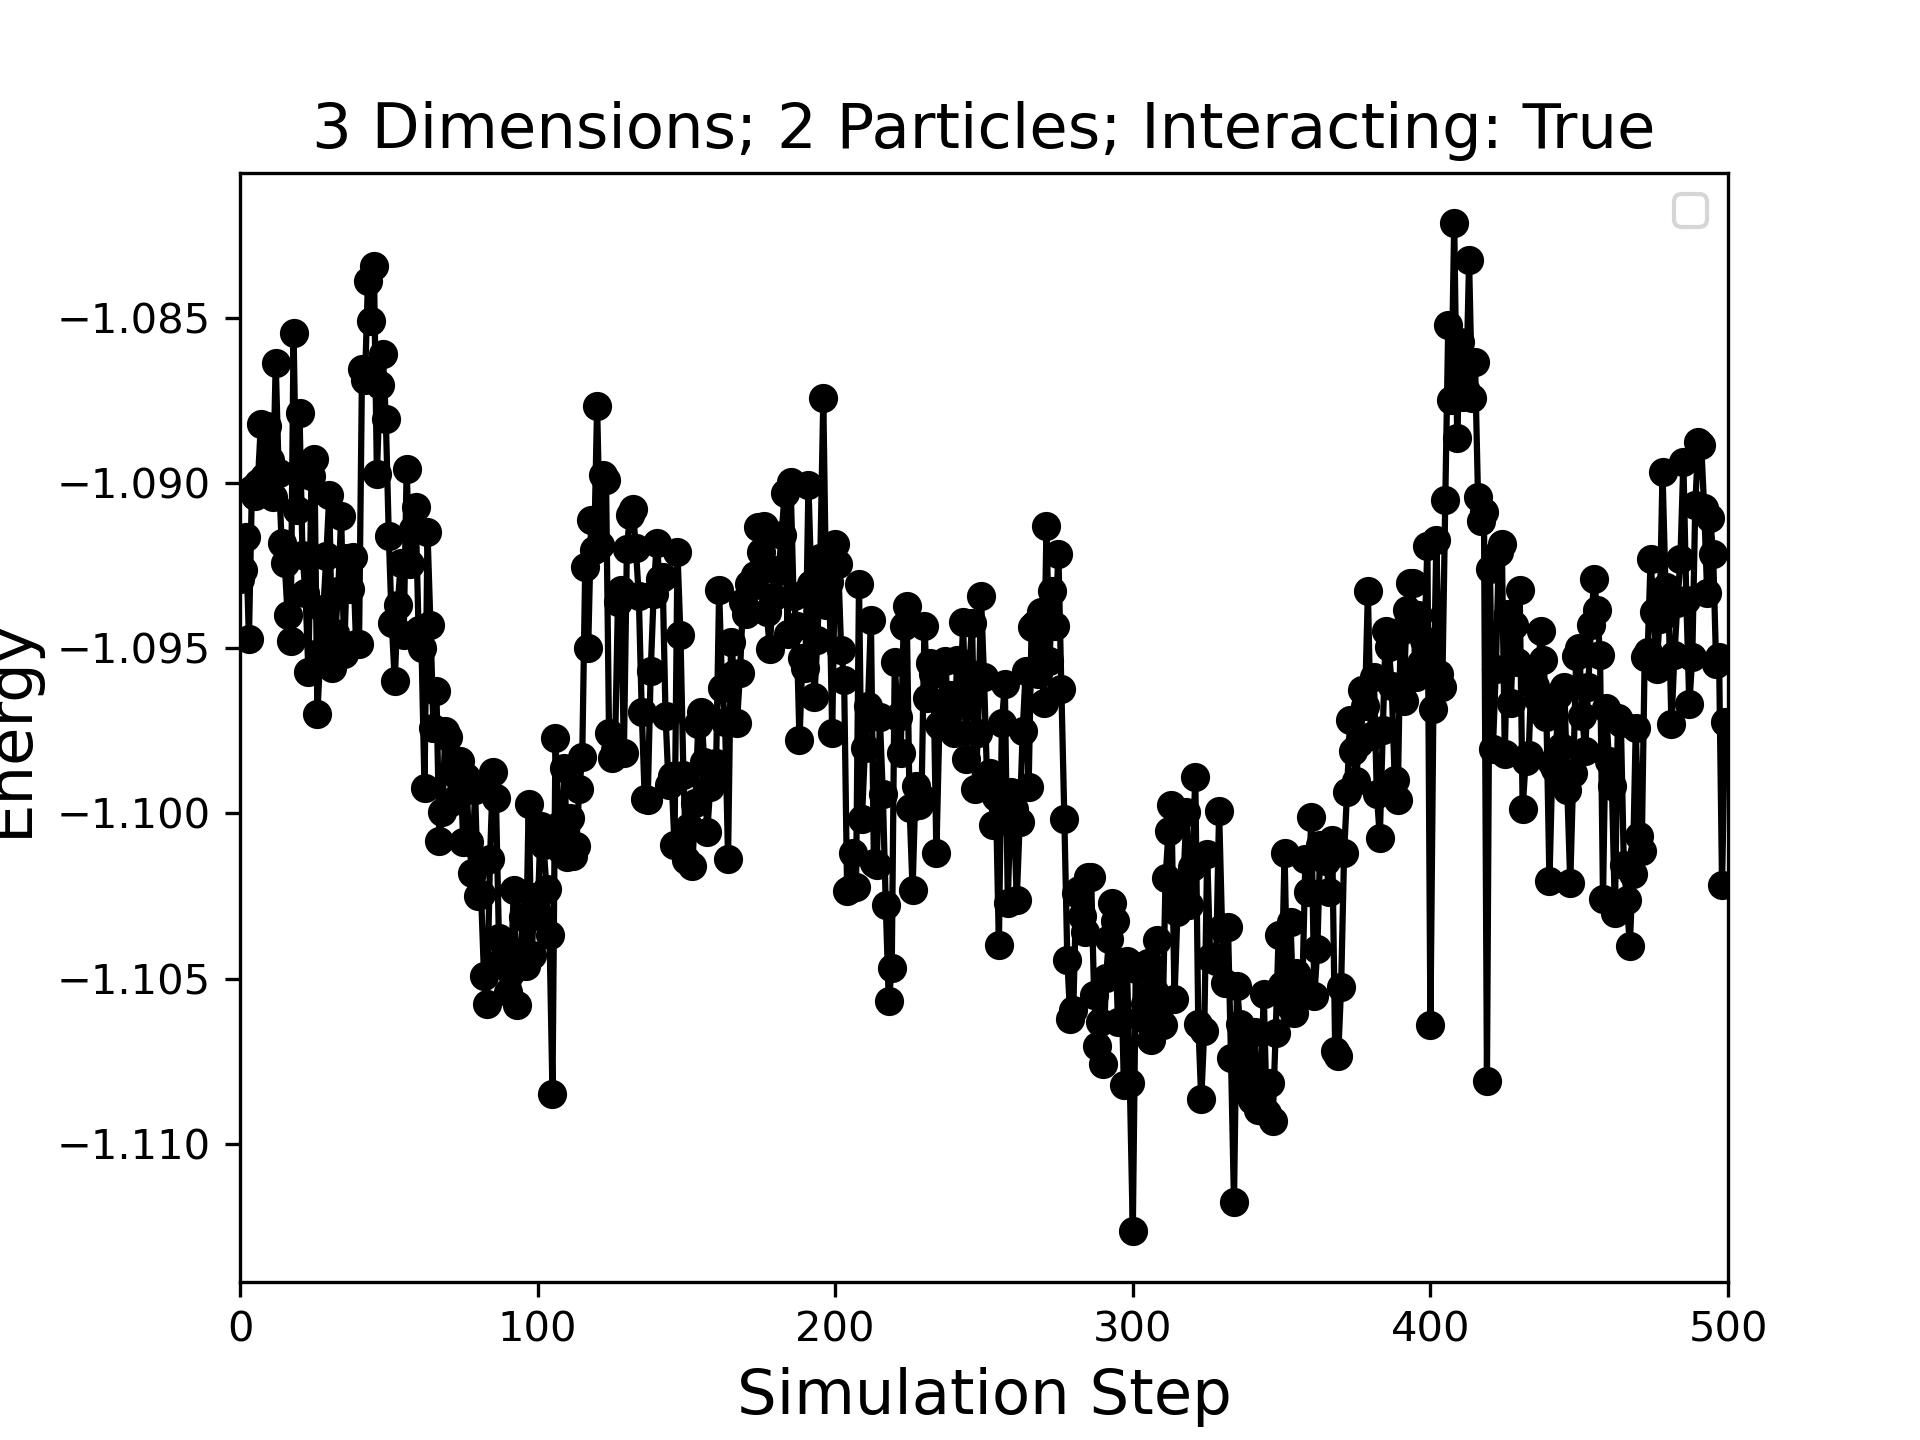 3 Dimensions; 2 Particles; Interacting: True
−1.085
−1.090
−1.095
−1.100
−1.105
−1.110
Energy
0 100 200 300 400 500
Simulation Step